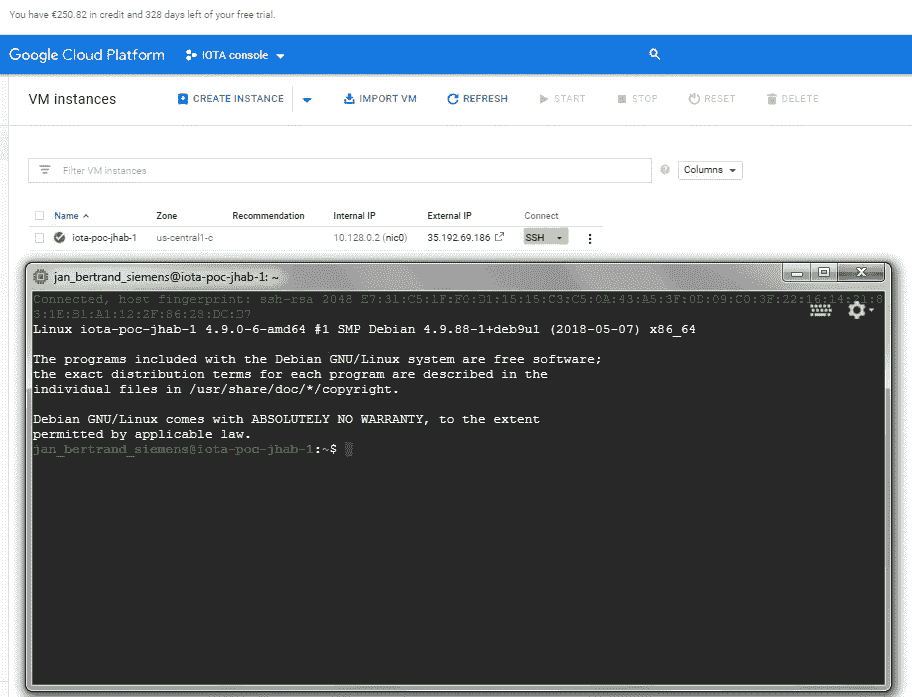 You have €250.82 in credit and 328 days left of your free trial.
Google Cloud Platform IOTA console
VM instances CREATE INSTANCE IMPORT VM REFRESH START STOP RESET DELETE
Filter VM instances Columns
Name Zone Recommendation Internal IP External IP Connect
iota-poc-jhab-1 us-central1-c 10.128.0.2 (nic0) 35.192.69.186 SSH
jan_bertrand_siemens@iota-poc-jhab-1: ~
Connected, host fingerprint: ssh-rsa 2048 E7:31:C5:1F:F0:D1:15:15:C3:C5:0A:43:A5:3F:0D:09:C0:3F:22:16:14:21:8
3:1E:B1:A1:12:2F:86:28:DC:D7
Linux iota-poc-jhab-1 4.9.0-6-amd64 #1 SMP Debian 4.9.88-1+deb9u1 (2018-05-07) x86_64
The programs included with the Debian GNU/Linux system are free software;
the exact distribution terms for each program are described in the
individual files in /usr/share/doc/*/copyright.
Debian GNU/Linux comes with ABSOLUTELY NO WARRANTY, to the extent
permitted by applicable law.
jan_bertrand_siemens@iota-poc-jhab-1:~$